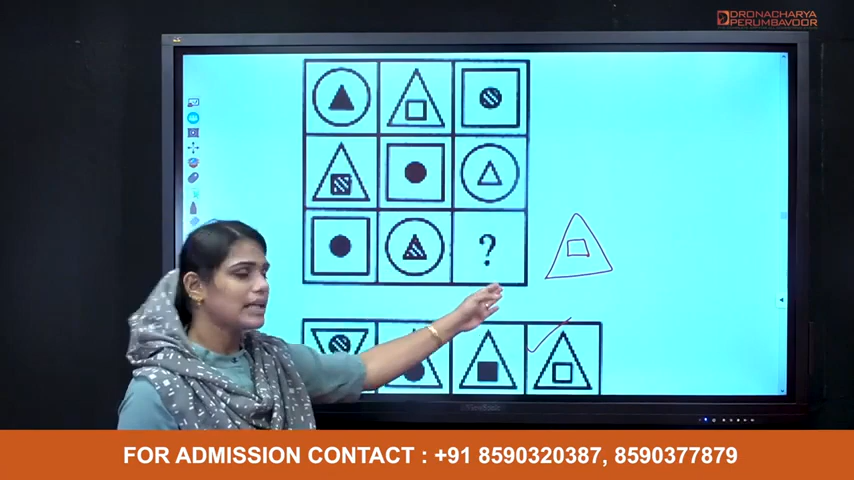 DRONACHARYA
PERUMBAVOOR
?
FOR ADMISSION CONTACT : +91 8590320387, 8590377879